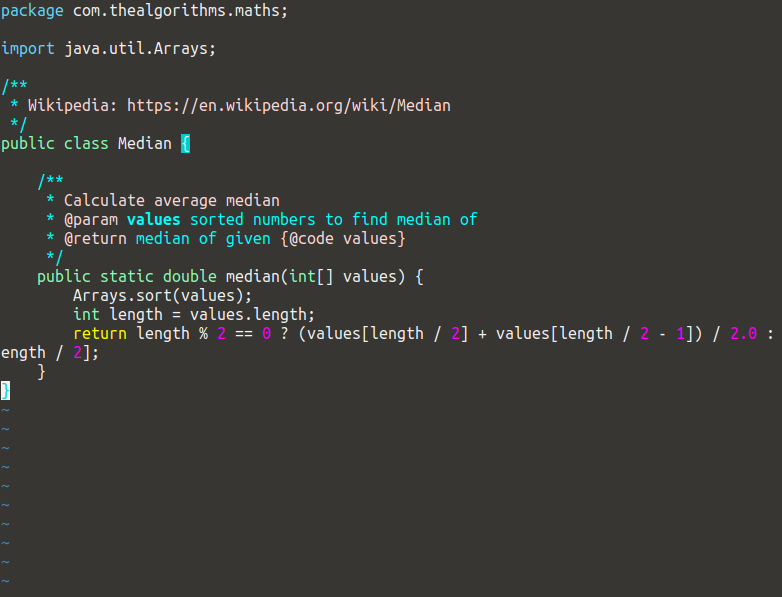 package com.thealgorithms.maths;
import java.util.Arrays;
/**
 * Wikipedia: https://en.wikipedia.org/wiki/Median
 */
public class Median {
    /**
     * Calculate average median
     * @param values sorted numbers to find median of
     * @return median of given {@code values}
     */
    public static double median(int[] values) {
        Arrays.sort(values);
        int length = values.length;
        return length % 2 == 0 ? (values[length / 2] + values[length / 2 - 1]) / 2.0 :
ength / 2];
    }
}
~
~
~
~
~
~
~
~
~
~